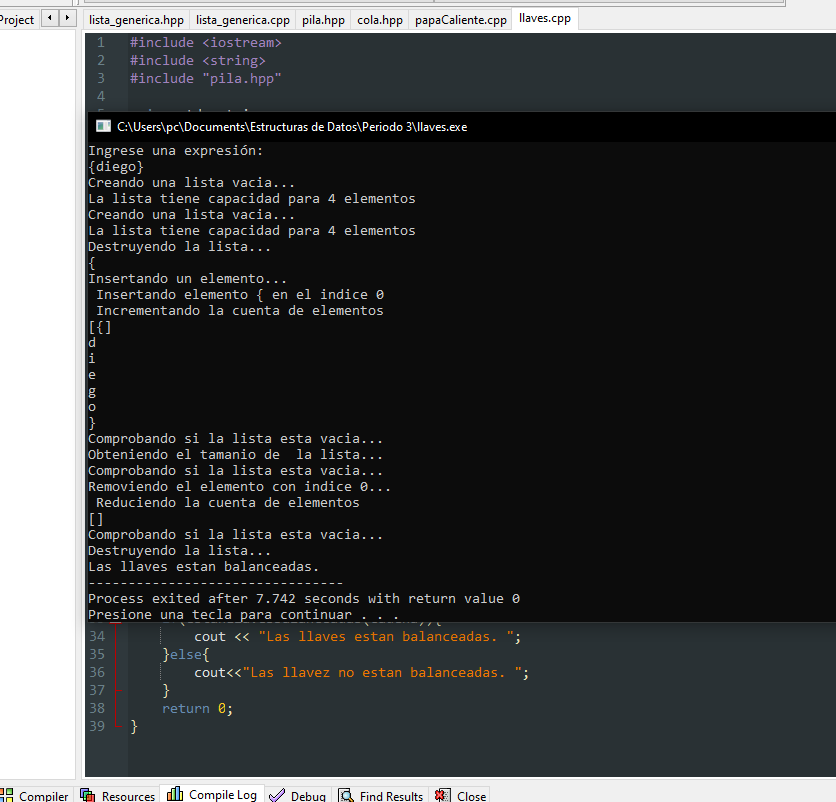 Project
lista_generica.hpp lista_generica.cpp pila.hpp cola.hpp papaCaliente.cpp llaves.cpp
1 #include <iostream>
2 #include <string>
3 #include "pila.hpp"
4
C:\Users\pc\Documents\Estructuras de Datos\Periodo 3\llaves.exe
Ingrese una expresión:
{diego}
Creando una lista vacia...
La lista tiene capacidad para 4 elementos
Creando una lista vacia...
La lista tiene capacidad para 4 elementos
Destruyendo la lista...
{
Insertando un elemento...
 Insertando elemento { en el indice 0
 Incrementando la cuenta de elementos
[{]
d
i
e
g
o
}
Comprobando si la lista esta vacia...
Obteniendo el tamanio de  la lista...
Comprobando si la lista esta vacia...
Removiendo el elemento con indice 0...
 Reduciendo la cuenta de elementos
[]
Comprobando si la lista esta vacia...
Destruyendo la lista...
Las llaves estan balanceadas.
--------------------------------
Process exited after 7.742 seconds with return value 0
Presione una tecla para continuar . . .
34 cout << "Las llaves estan balanceadas. ";
35 }else{
36 cout<<"Las llavez no estan balanceadas. ";
37 }
38 return 0;
39 }
Compiler Resources Compile Log Debug Find Results Close